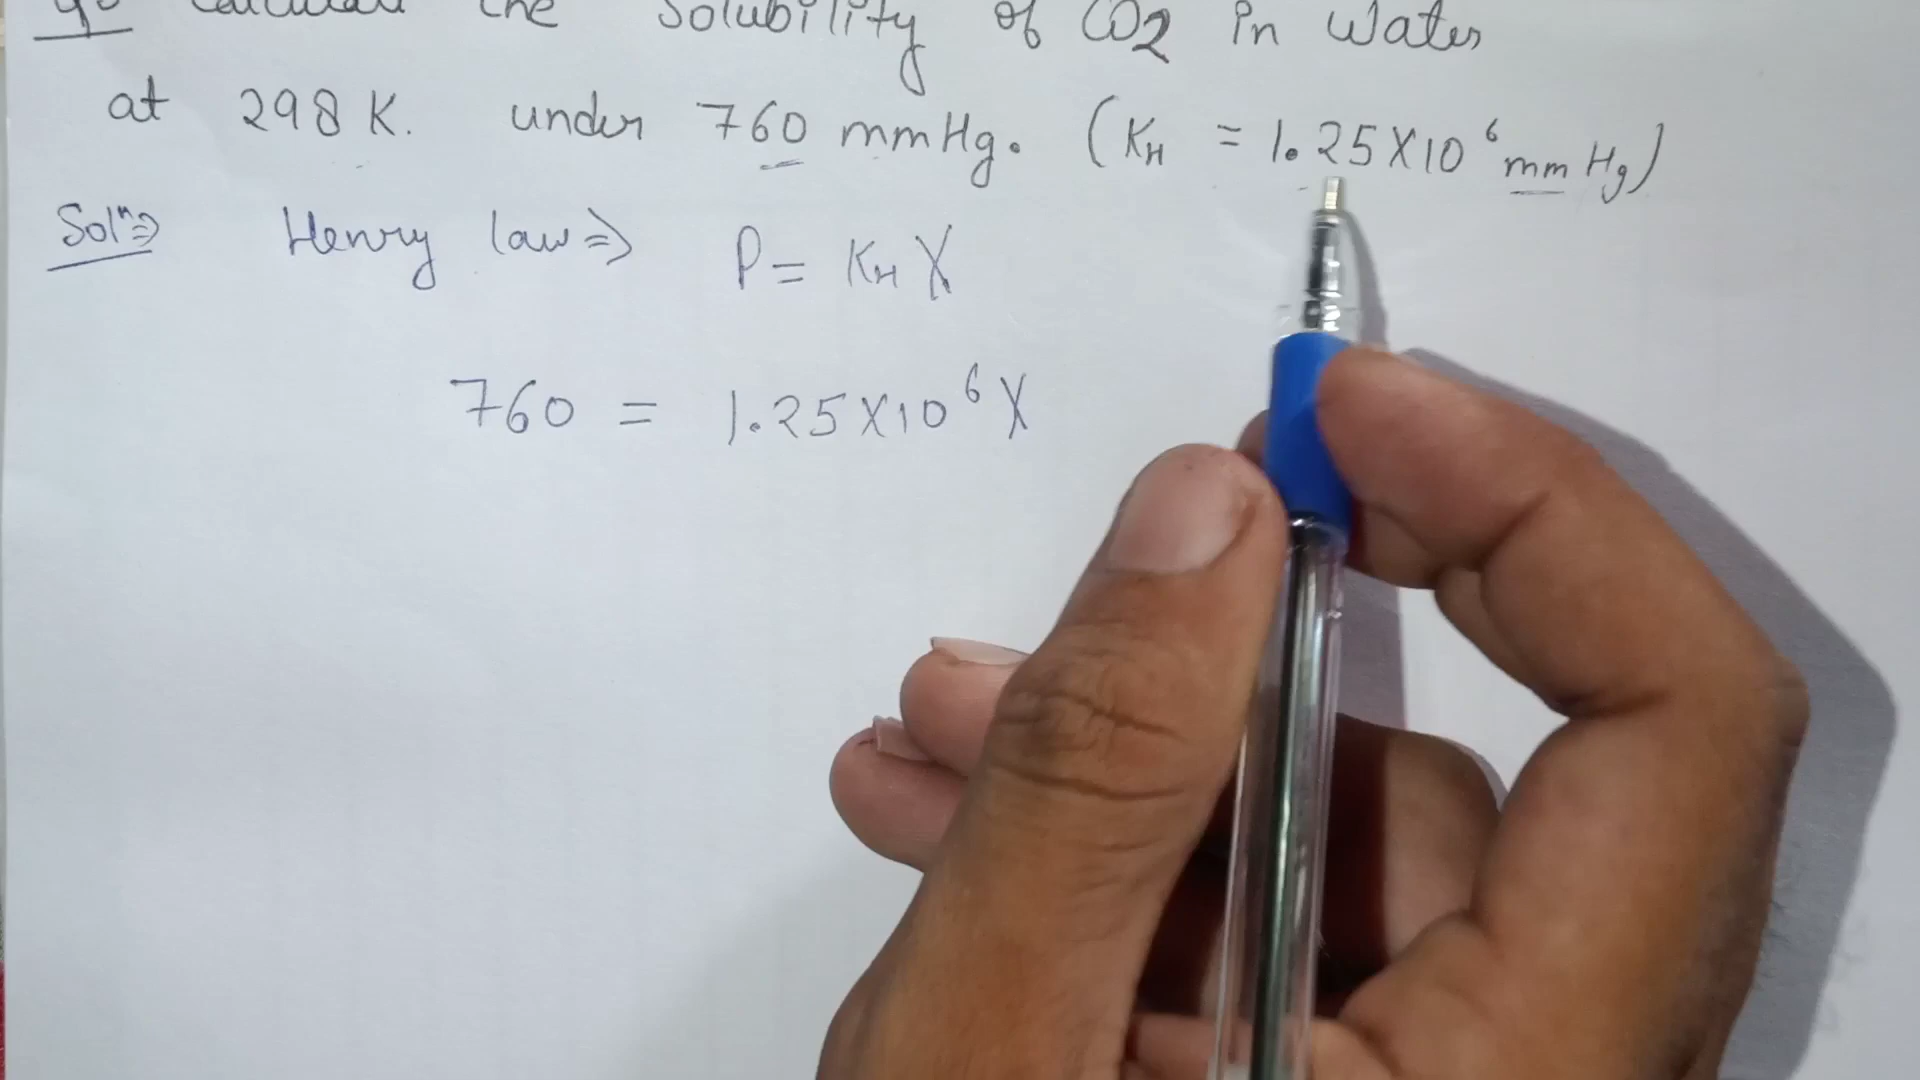 the Solubility of CO2 in Water
at 298 K. under 760 mmHg. (KH = 1.25X10⁶ mm Hg)
Solⁿ⇒ Henry law⇒ P = KH X
760 = 1.25X10⁶ X